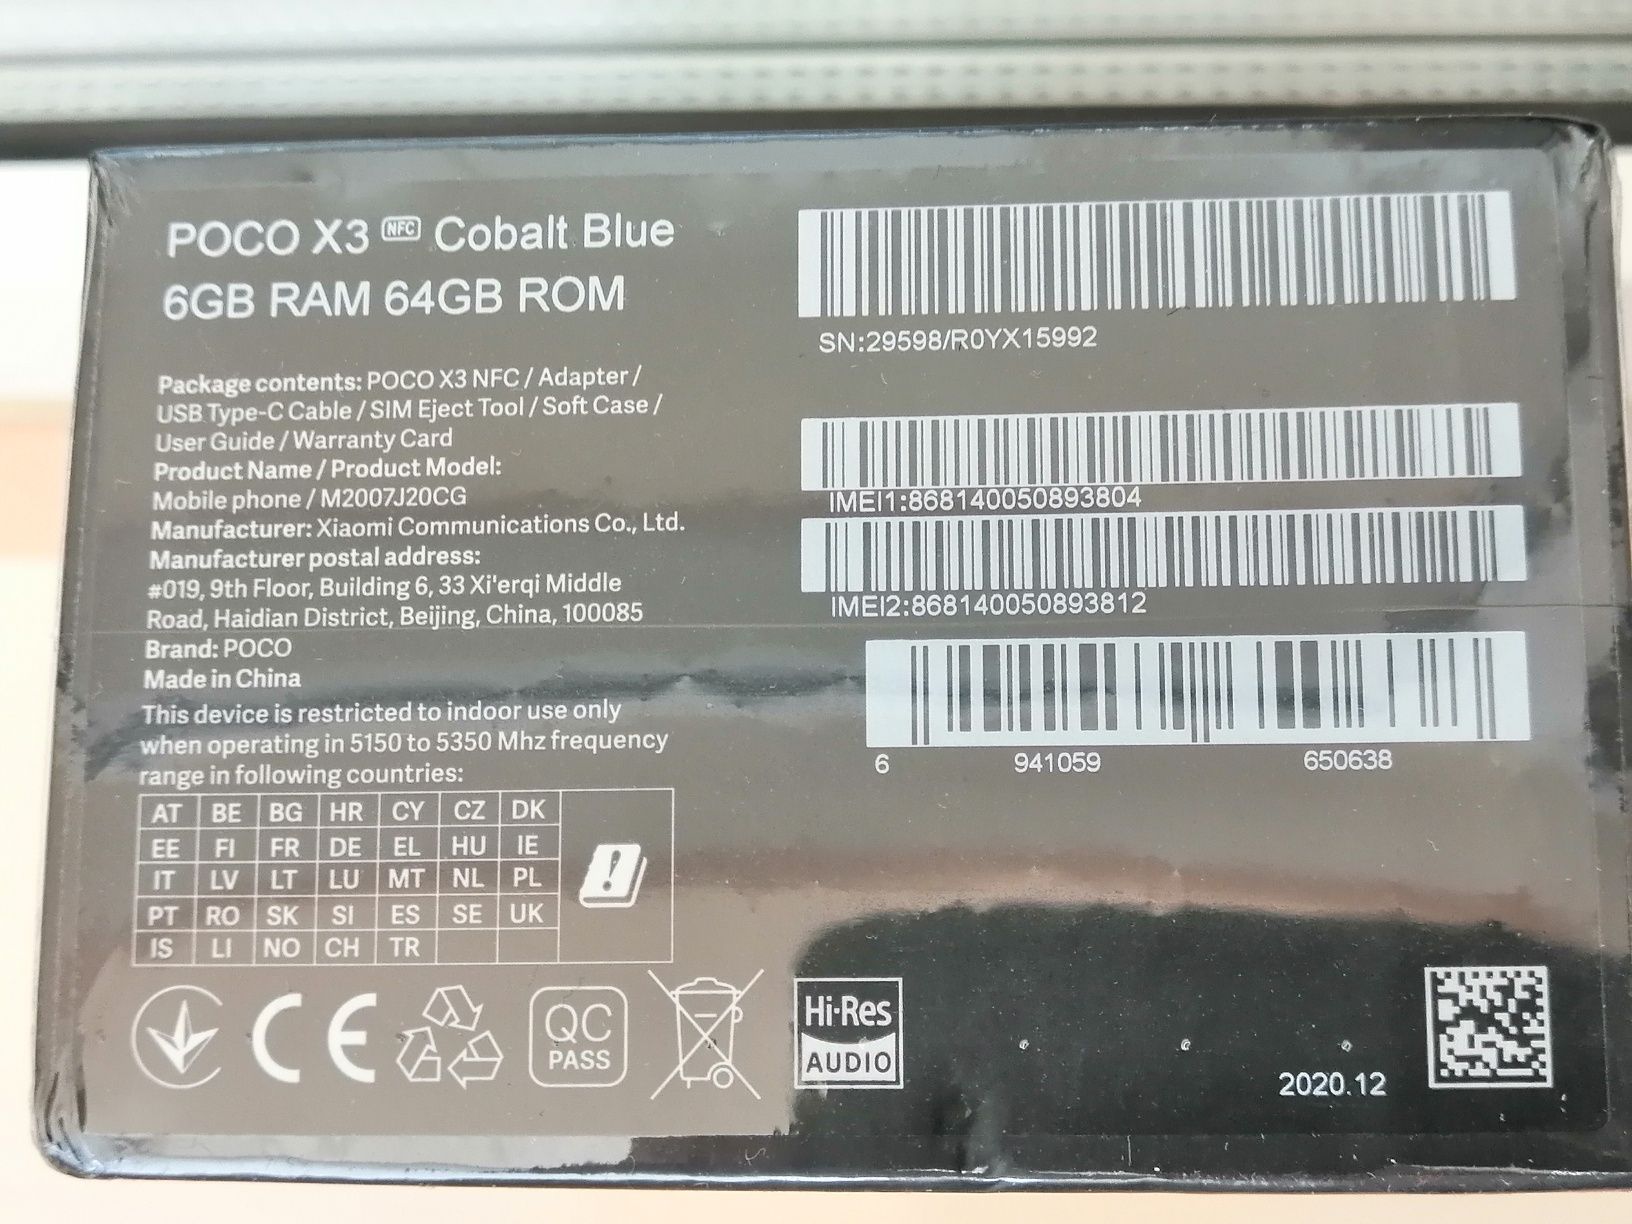 POCO X3 NFC Cobalt Blue
6GB RAM 64GB ROM
Package contents: POCO X3 NFC / Adapter /
USB Type-C Cable / SIM Eject Tool / Soft Case /
User Guide / Warranty Card
Product Name / Product Model:
Mobile phone / M2007J20CG
Manufacturer: Xiaomi Communications Co., Ltd.
Manufacturer postal address:
#019, 9th Floor, Building 6, 33 Xi'erqi Middle
Road, Haidian District, Beijing, China, 100085
Brand: POCO
Made in China
This device is restricted to indoor use only
when operating in 5150 to 5350 Mhz frequency
range in following countries:
AT BE BG HR CY CZ DK
EE FI FR DE EL HU IE
IT LV LT LU MT NL PL
PT RO SK SI ES SE UK
IS LI NO CH TR
CE
QC
PASS
Hi-Res
AUDIO
SN:29598/R0YX15992
IMEI1:868140050893804
IMEI2:868140050893812
6 941059 650638
2020.12